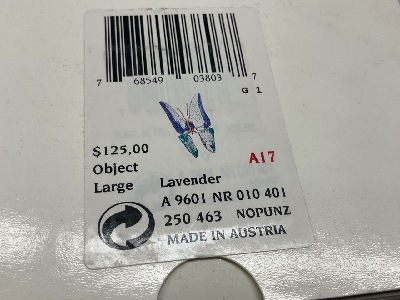 7 68549 03803 7
G 1
$125,00
Object
Large
A17
Lavender
A 9601 NR 010 401
250 463 NOPUNZ
MADE IN AUSTRIA